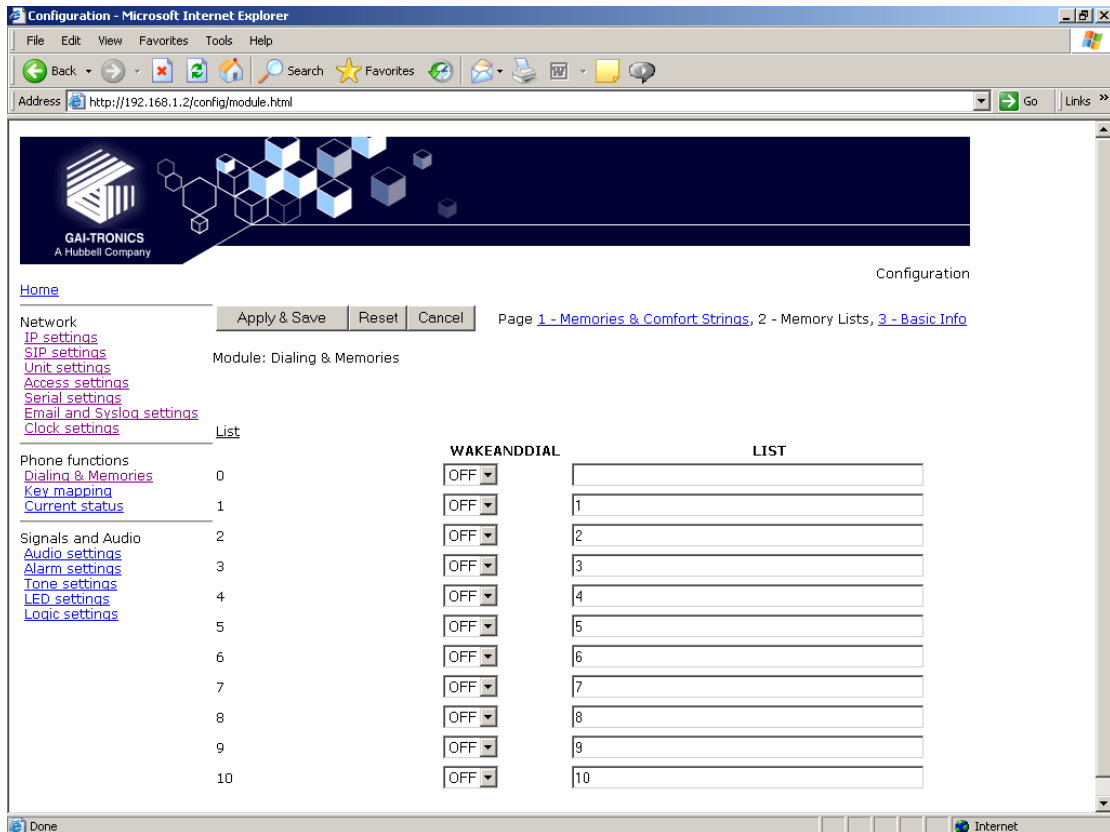 Configuration - Microsoft Internet Explorer
File Edit View Favorites Tools Help
Back Search Favorites
Address http://192.168.1.2/config/module.html Go Links »
GAI-TRONICS
A Hubbell Company
Configuration
Home
Apply & Save Reset Cancel Page 1 - Memories & Comfort Strings, 2 - Memory Lists, 3 - Basic Info
Network
IP settings
SIP settings
Unit settings
Access settings
Serial settings
Email and Syslog settings
Clock settings
Phone functions
Dialing & Memories
Key mapping
Current status
Signals and Audio
Audio settings
Alarm settings
Tone settings
LED settings
Logic settings
Module: Dialing & Memories
List
WAKEANDDIAL LIST
0 OFF
1 OFF 1
2 OFF 2
3 OFF 3
4 OFF 4
5 OFF 5
6 OFF 6
7 OFF 7
8 OFF 8
9 OFF 9
10 OFF 10
Done Internet